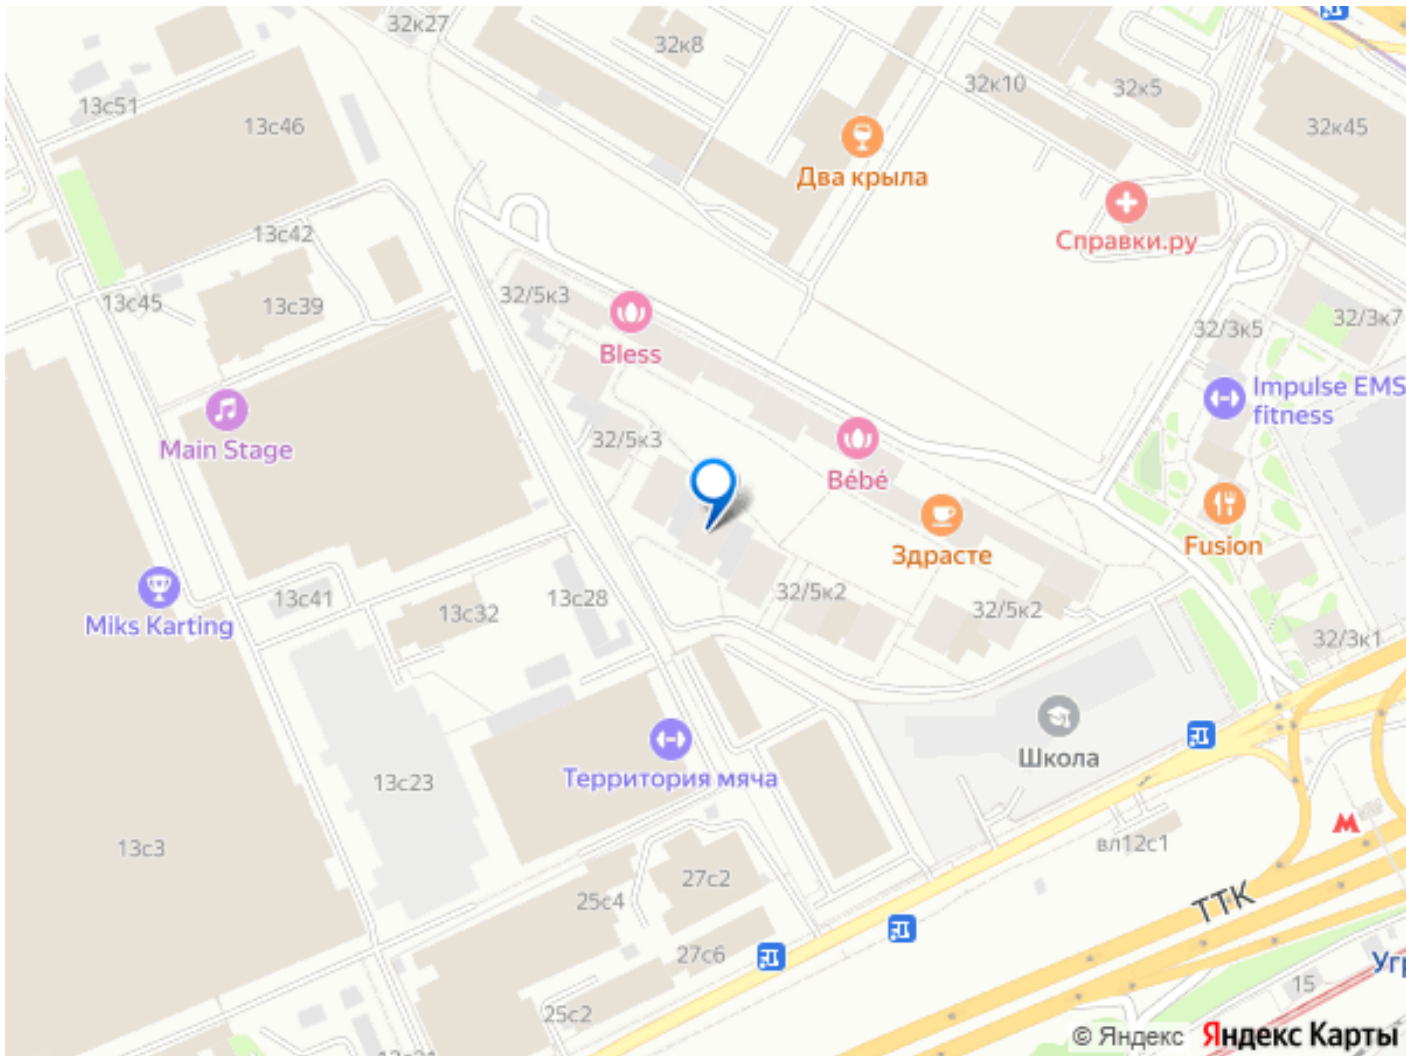 32к27
32к8
13с51
13с46
32к10
32к5
32к45
Два крыла
Справки.ру
13с42
13с45
13с39
32/5к3
Bless
32/3к5
32/3к7
Impulse EMS
fitness
Main Stage
32/5к3
Bébé
Здрасте
Fusion
13с41
13с32
13с28
32/5к2
32/5к2
Miks Karting
32/3к1
Школа
Территория мяча
13с23
13с3
вл12с1
27с2
25с4
ТТК
27с6
Угр
15
25с2
© Яндекс Яндекс Карты